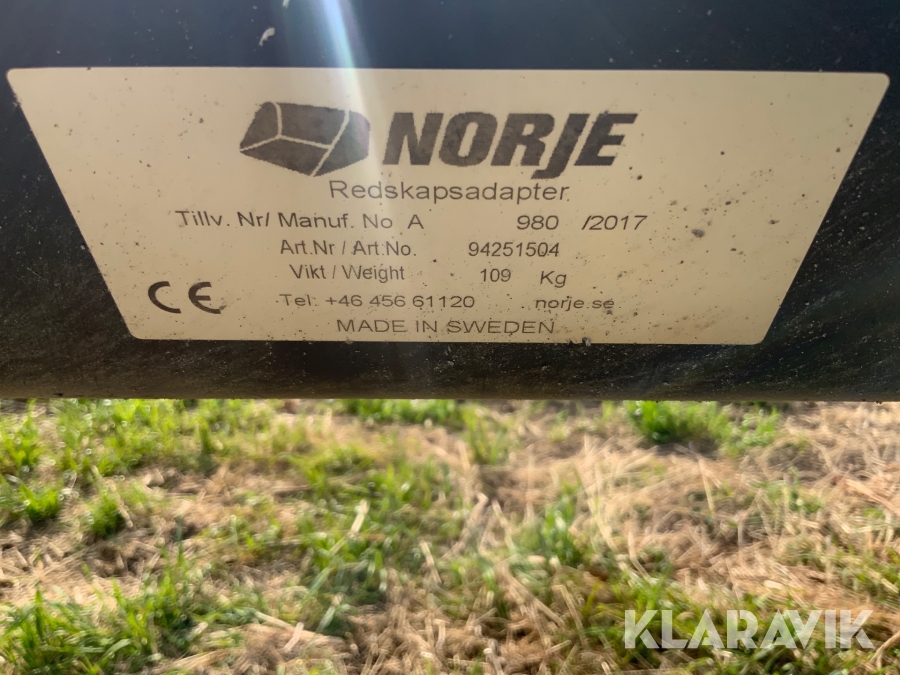 NORJE
Redskapsadapter
Tillv. Nr/ Manuf. No A 980 /2017
Art.Nr / Art.No. 94251504
Vikt / Weight 109 Kg
CE Tel: +46 456 61120 norje.se
MADE IN SWEDEN
KLARAVIK